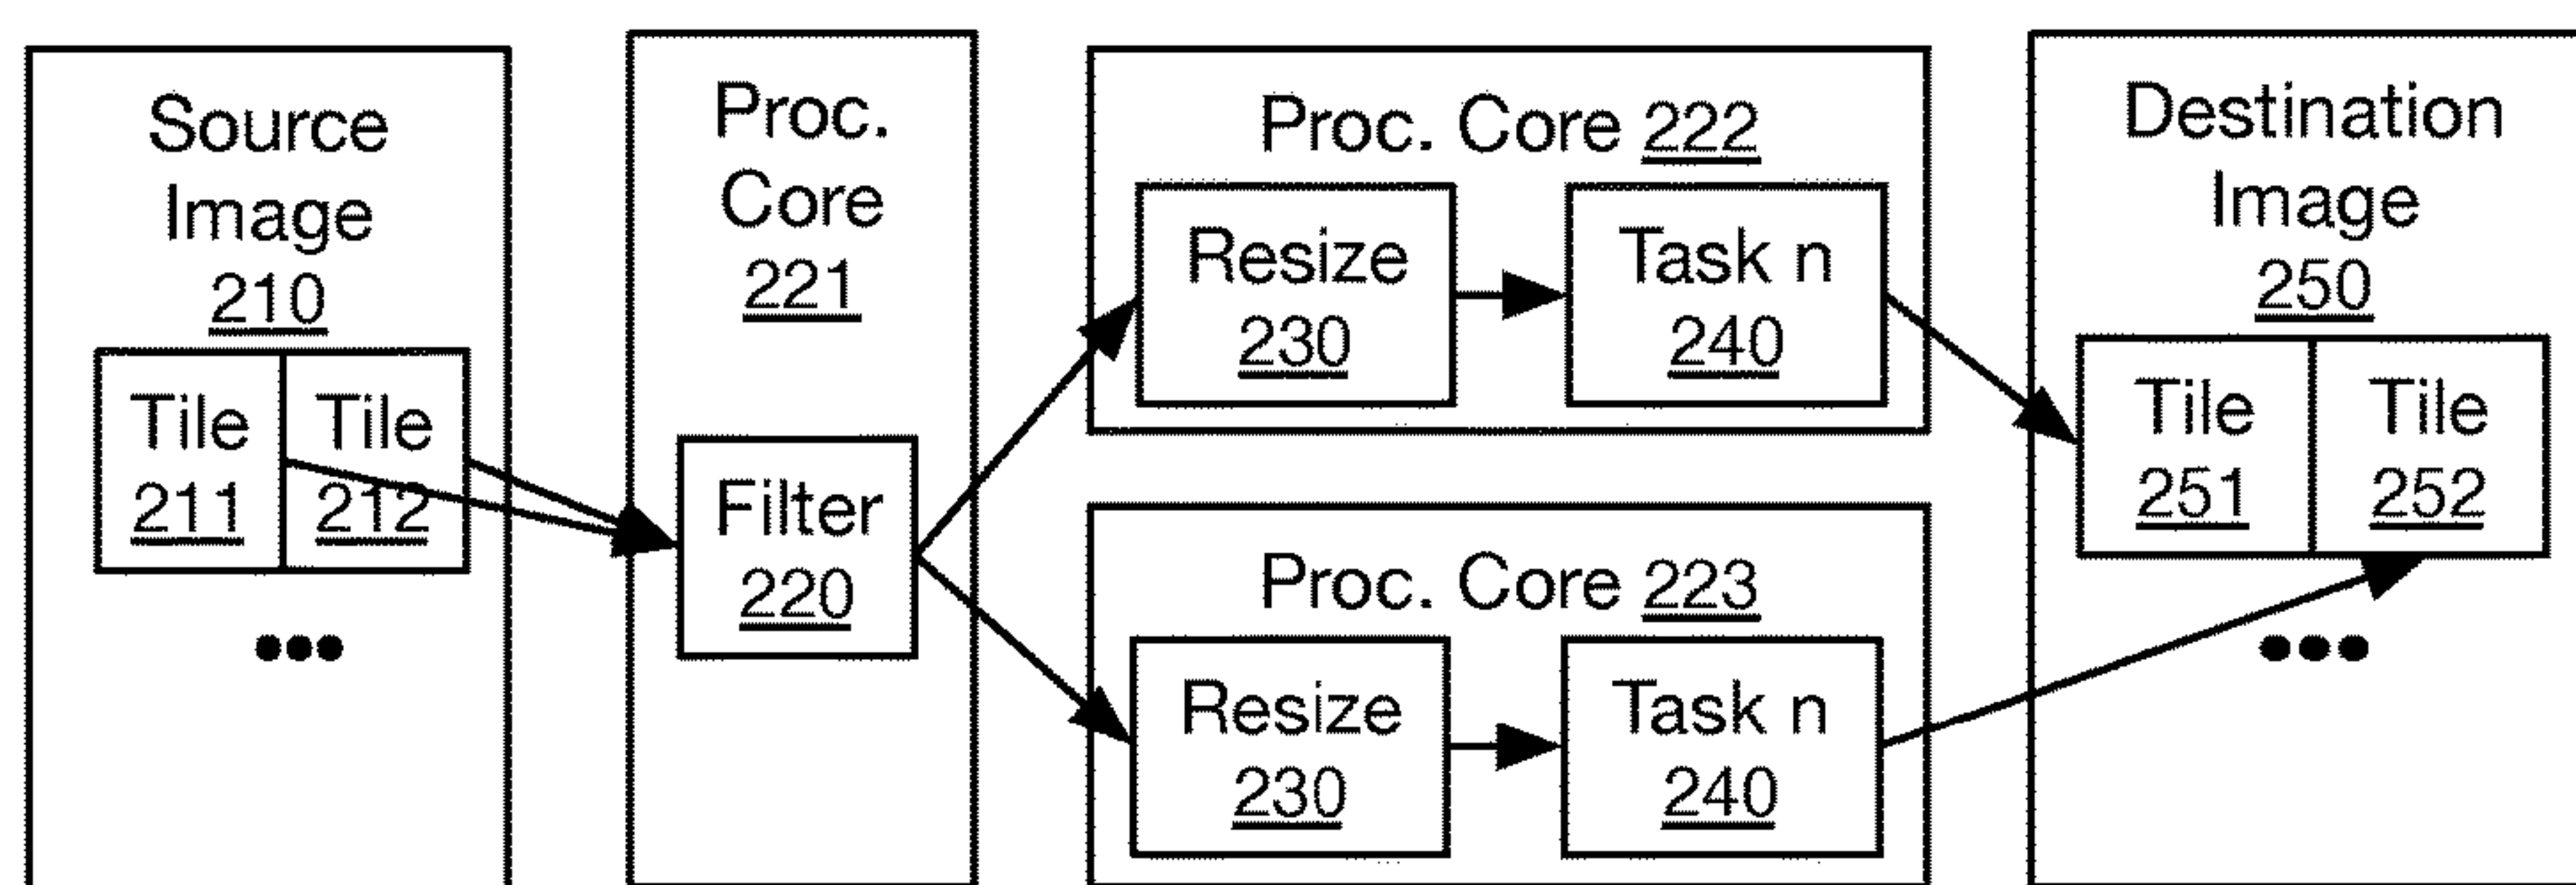 Source
Image
210
Tile
211
Tile
212
Proc.
Core
221
Filter
220
Proc. Core 222
Resize
230
Task n
240
Proc. Core 223
Resize
230
Task n
240
Destination
Image
250
Tile
251
Tile
252